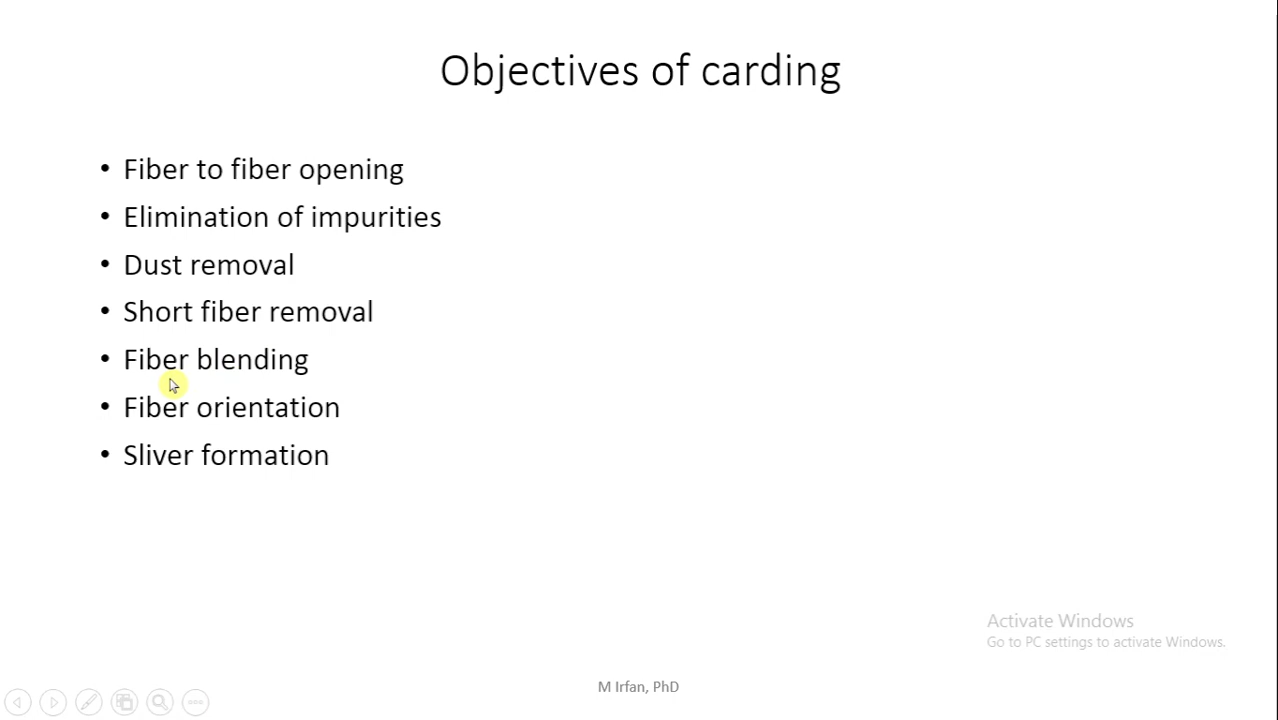 Objectives of carding
• Fiber to fiber opening
• Elimination of impurities
• Dust removal
• Short fiber removal
• Fiber blending
• Fiber orientation
• Sliver formation
Activate Windows
Go to PC settings to activate Windows.
M Irfan, PhD